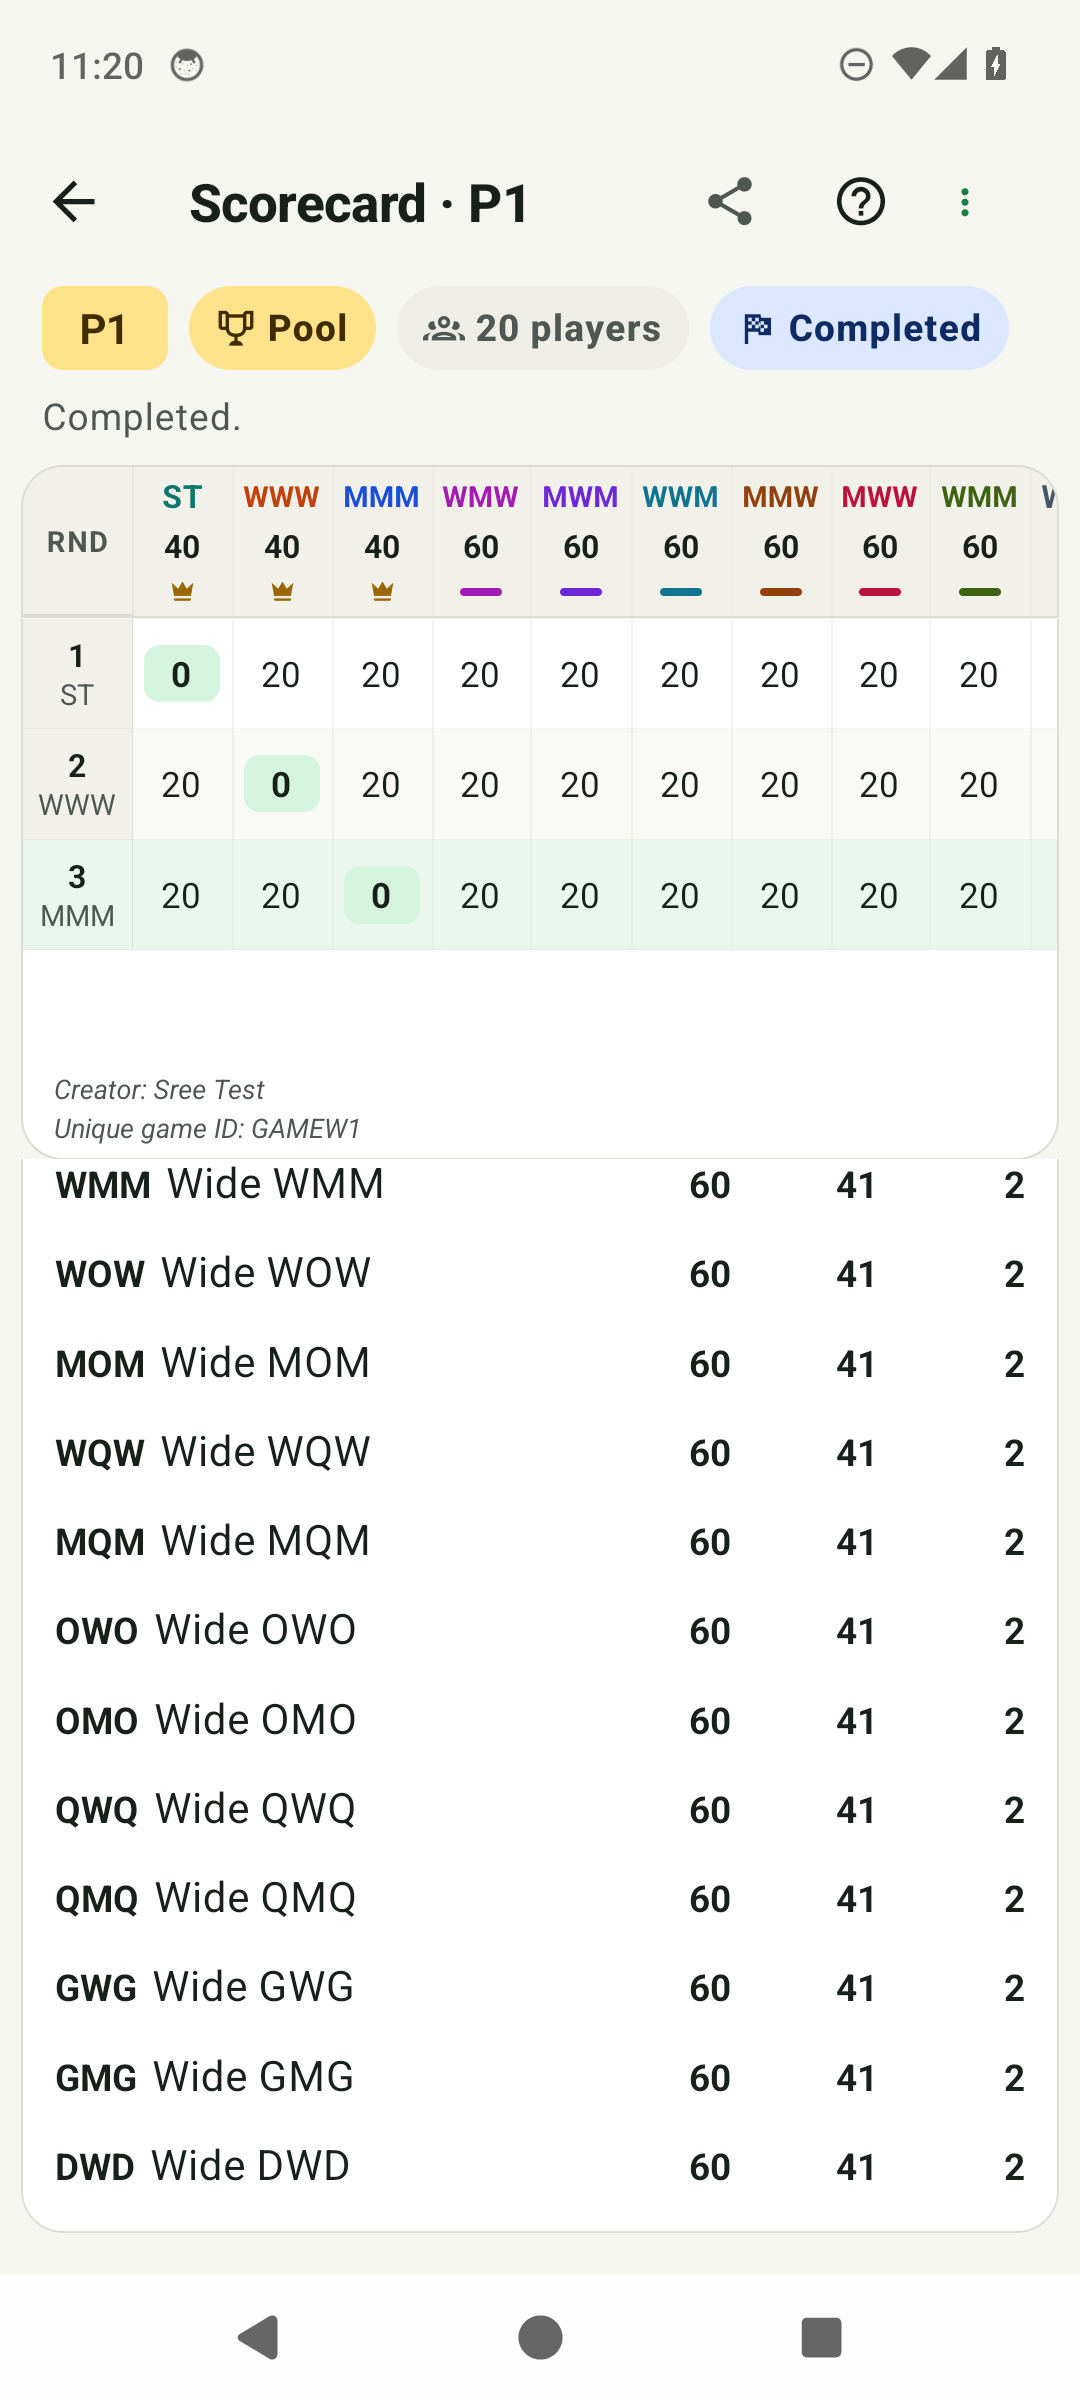 11:20
Scorecard · P1
P1 Pool 20 players Completed
Completed.
RND ST WWW MMM WMW MWM WWM MMW MWW WMM
40 40 40 60 60 60 60 60 60
1 ST 0 20 20 20 20 20 20 20 20
2 WWW 20 0 20 20 20 20 20 20 20
3 MMM 20 20 0 20 20 20 20 20 20
Creator: Sree Test
Unique game ID: GAMEW1
WMM Wide WMM 60 41 2
WOW Wide WOW 60 41 2
MOM Wide MOM 60 41 2
WQW Wide WQW 60 41 2
MQM Wide MQM 60 41 2
OWO Wide OWO 60 41 2
OMO Wide OMO 60 41 2
QWQ Wide QWQ 60 41 2
QMQ Wide QMQ 60 41 2
GWG Wide GWG 60 41 2
GMG Wide GMG 60 41 2
DWD Wide DWD 60 41 2